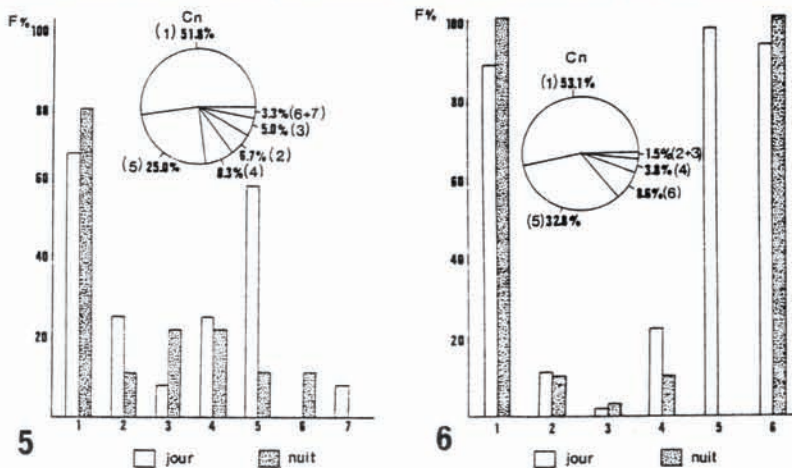 F%
100
80
60
40
20
Cn
(1) 51.8%
3.3% (6+7)
5.0% (3)
6.7% (2)
8.3% (4)
(5) 25.0%
1 2 3 4 5 6 7
5
jour nuit
F%
100
80
60
40
20
Cn
(1) 53.1%
1.5% (2+3)
3.8% (4)
8.6% (6)
(5) 32.8%
1 2 3 4 5 6
6
jour nuit